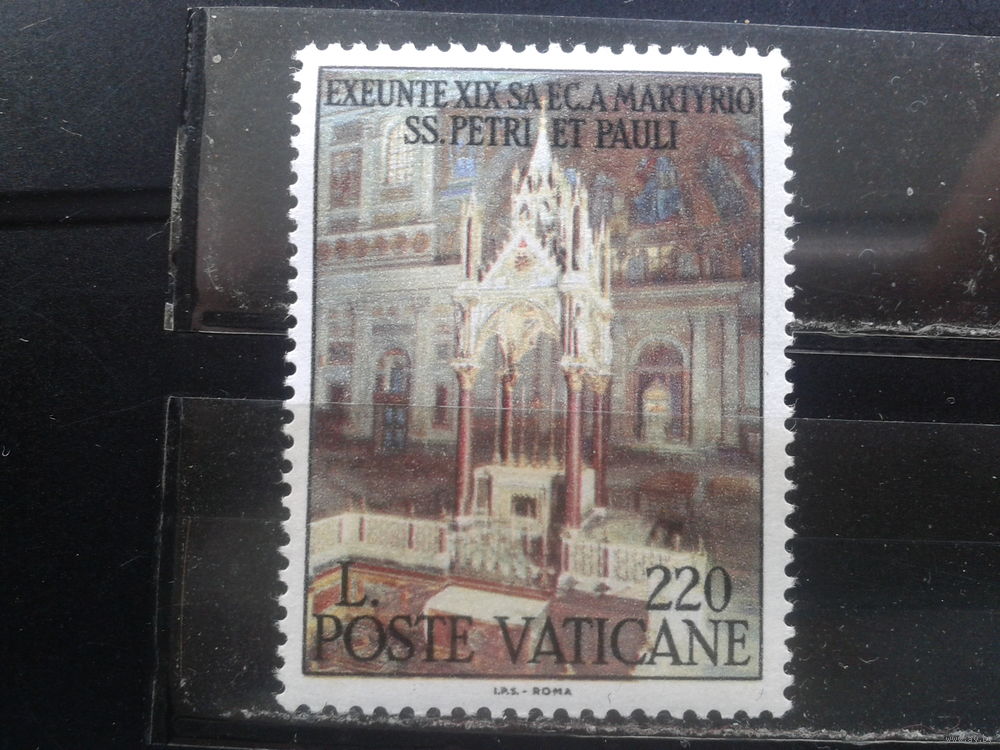 EXEUNTE XIX SAEC. A MARTYRIO
SS. PETRI ET PAULI
L. 220
POSTE VATICANE
I.P.S. - ROMA